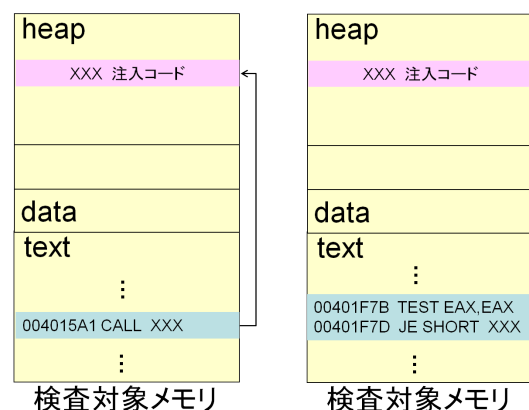 heap
XXX 注入コード
data
text
⋮
004015A1 CALL XXX
⋮
検査対象メモリ
heap
XXX 注入コード
data
text
⋮
00401F7B TEST EAX,EAX
00401F7D JE SHORT XXX
⋮
検査対象メモリ